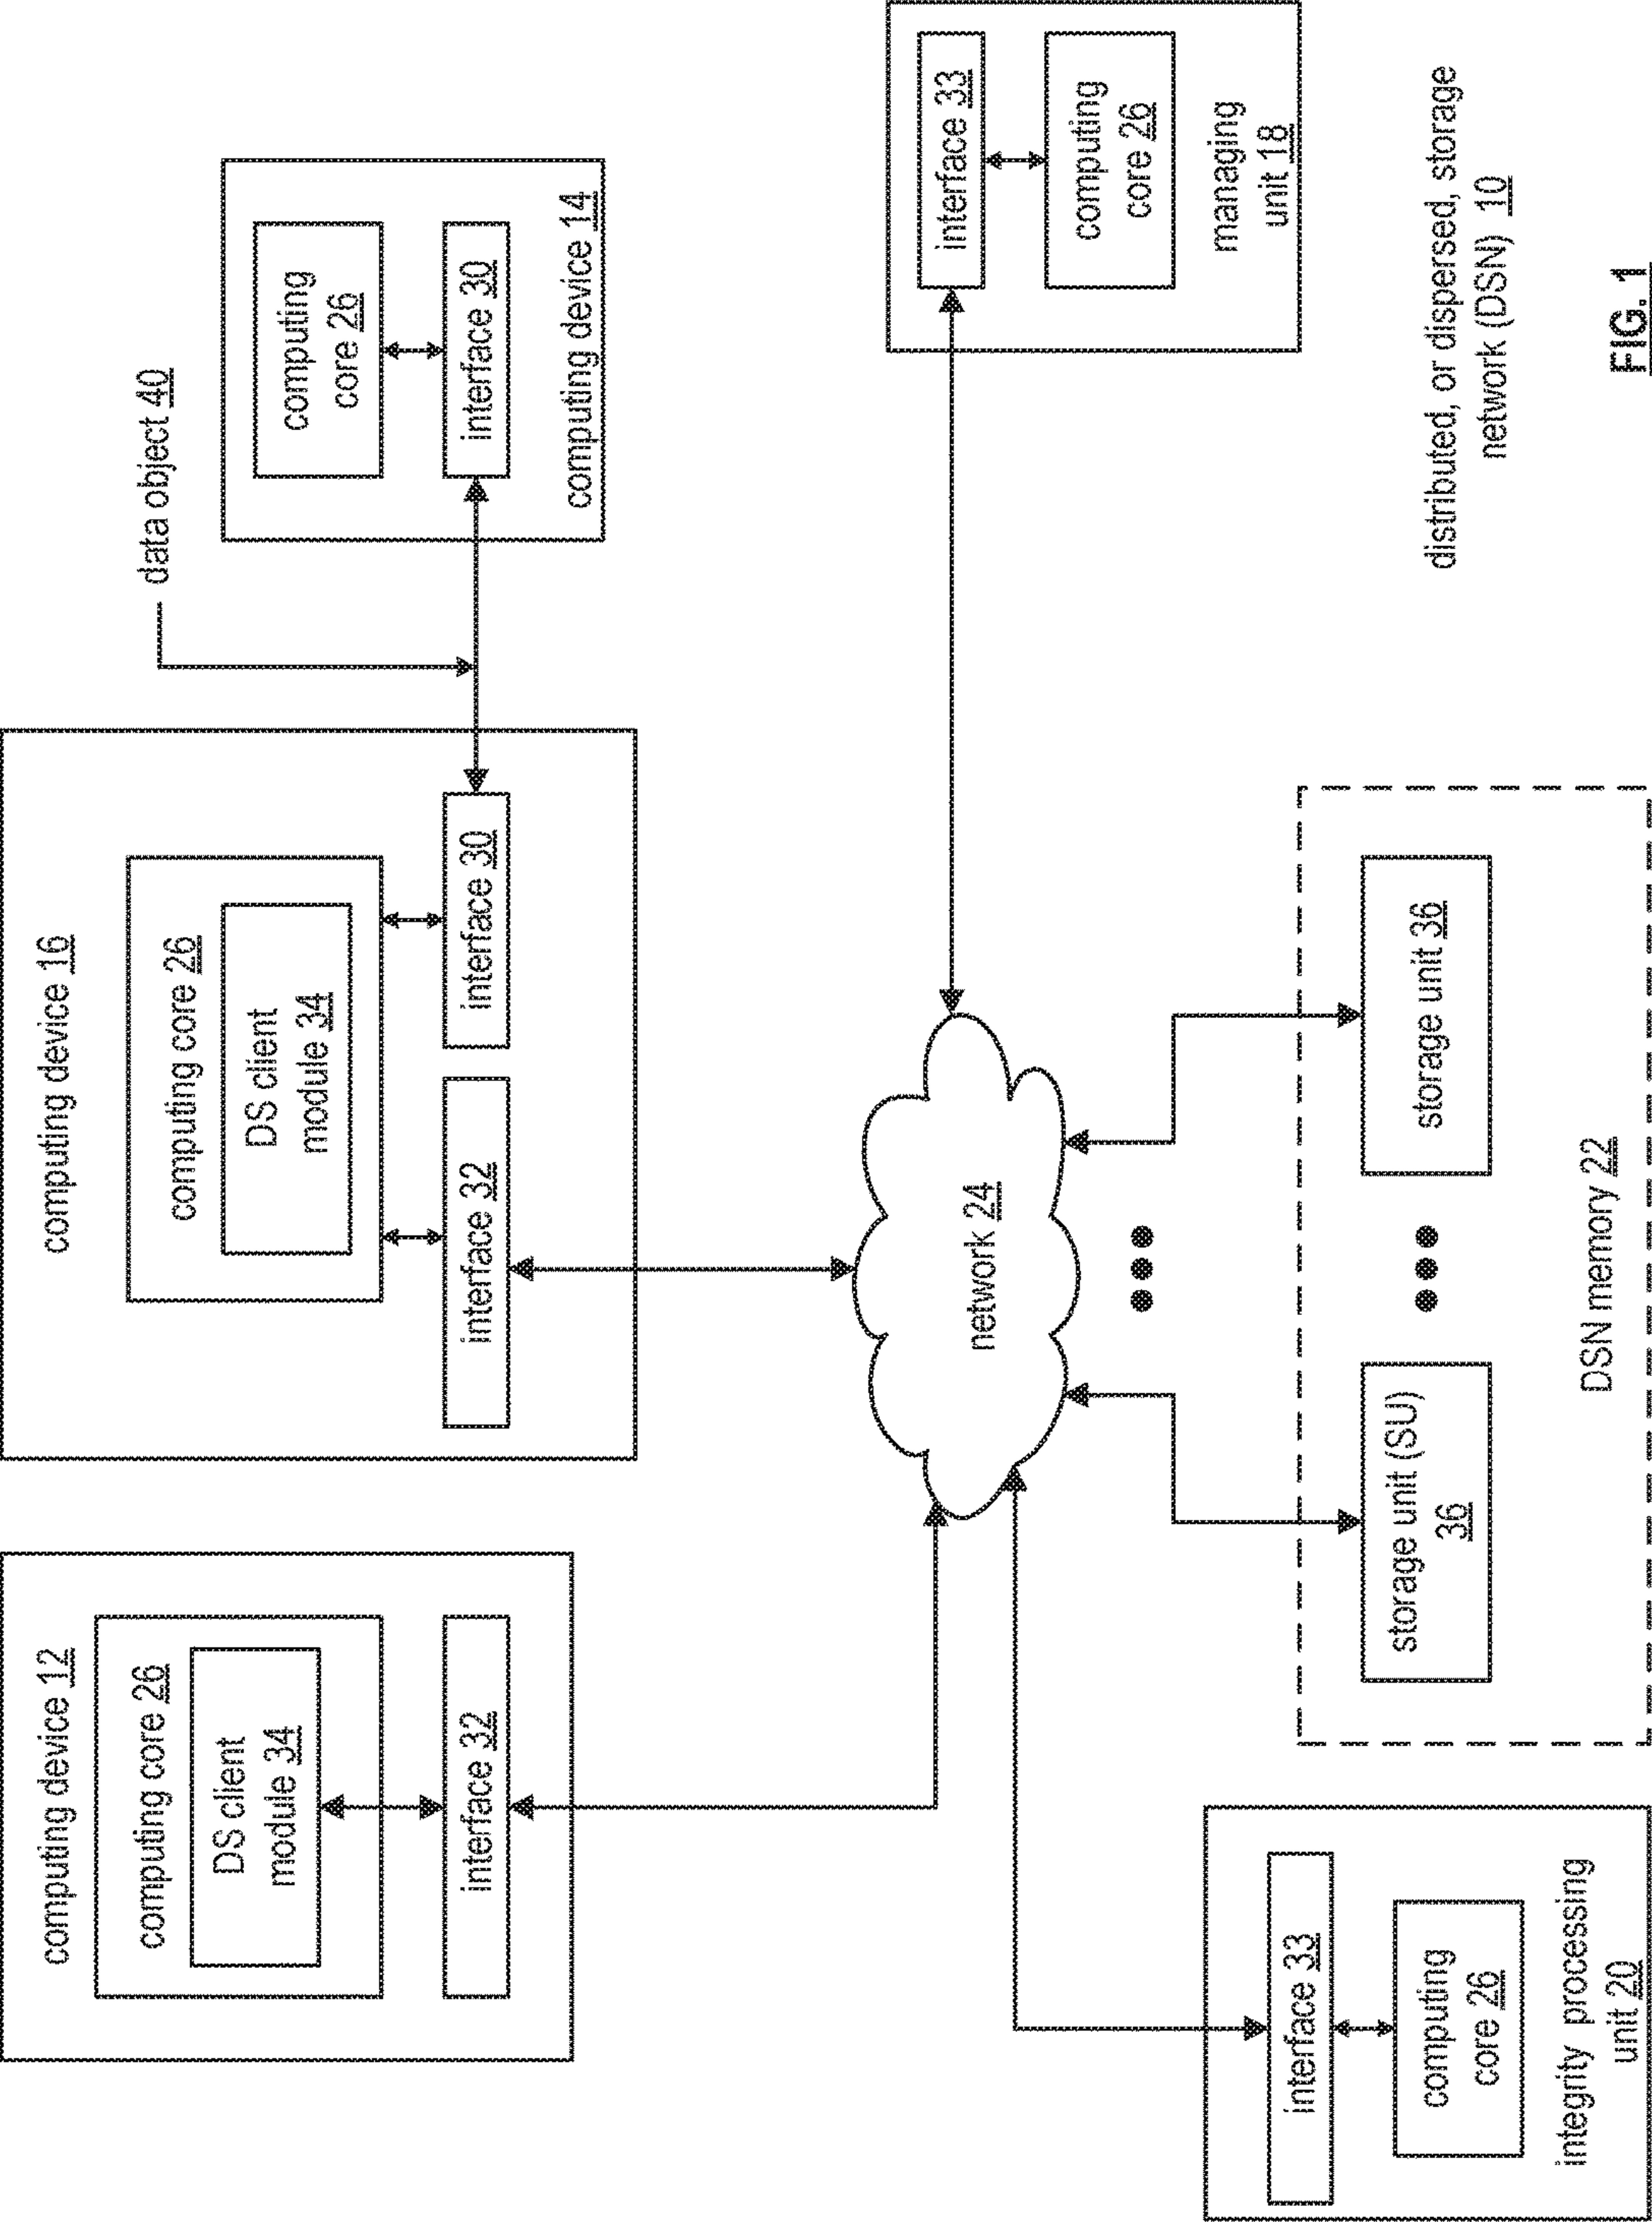 computing device 12
computing core 26
DS client
module 34
interface 32
computing device 16
computing core 26
DS client
module 34
interface 32
interface 30
data object 40
computing
core 26
interface 30
computing device 14
network 24
interface 33
computing
core 26
managing
unit 18
interface 33
computing
core 26
integrity processing
unit 20
storage unit (SU)
36
storage unit 36
DSN memory 22
distributed, or dispersed, storage
network (DSN) 10
FIG. 1